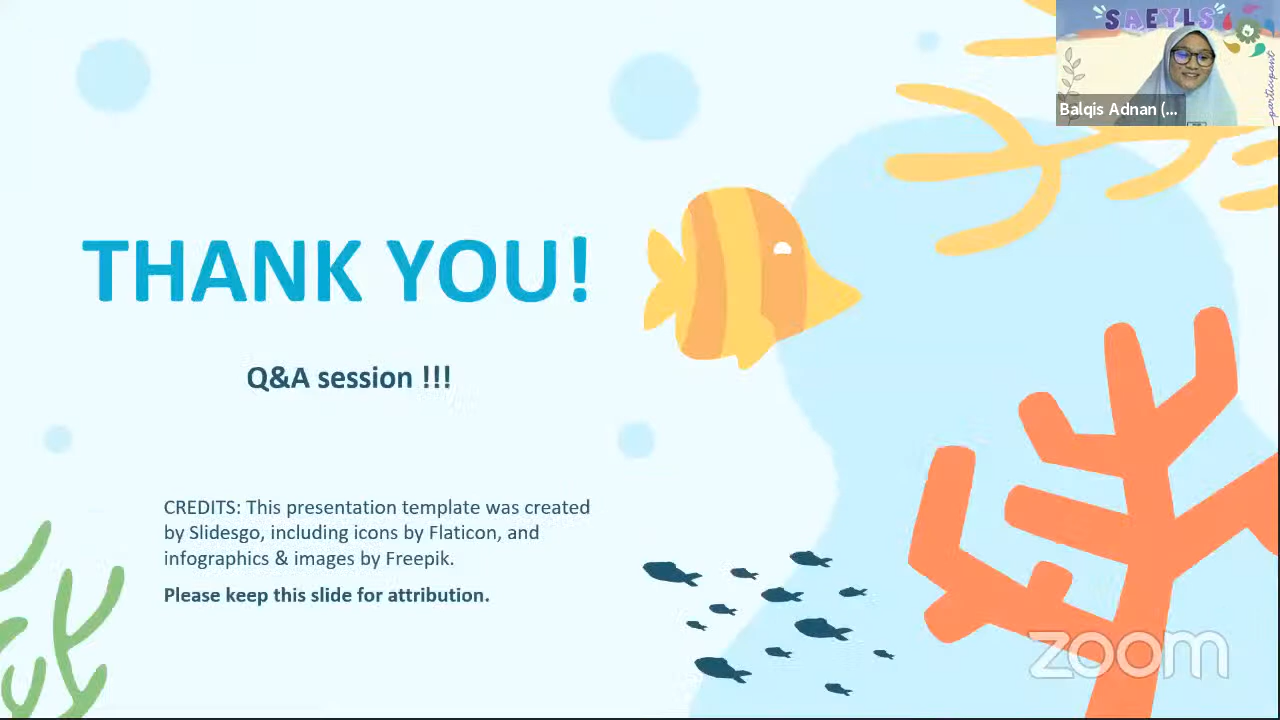 SAEYLS
participant
Balqis Adnan (...
THANK YOU!
Q&A session !!!
CREDITS: This presentation template was created
by Slidesgo, including icons by Flaticon, and
infographics & images by Freepik.
Please keep this slide for attribution.
zoom